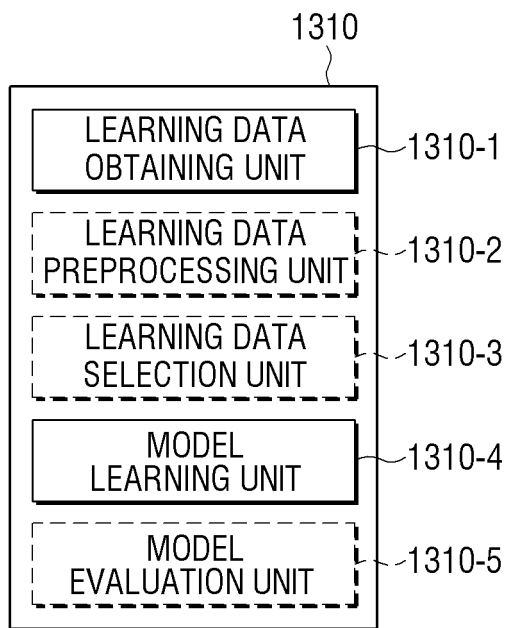 1310
LEARNING DATA
OBTAINING UNIT
1310-1
LEARNING DATA
PREPROCESSING UNIT
1310-2
LEARNING DATA
SELECTION UNIT
1310-3
MODEL
LEARNING UNIT
1310-4
MODEL
EVALUATION UNIT
1310-5